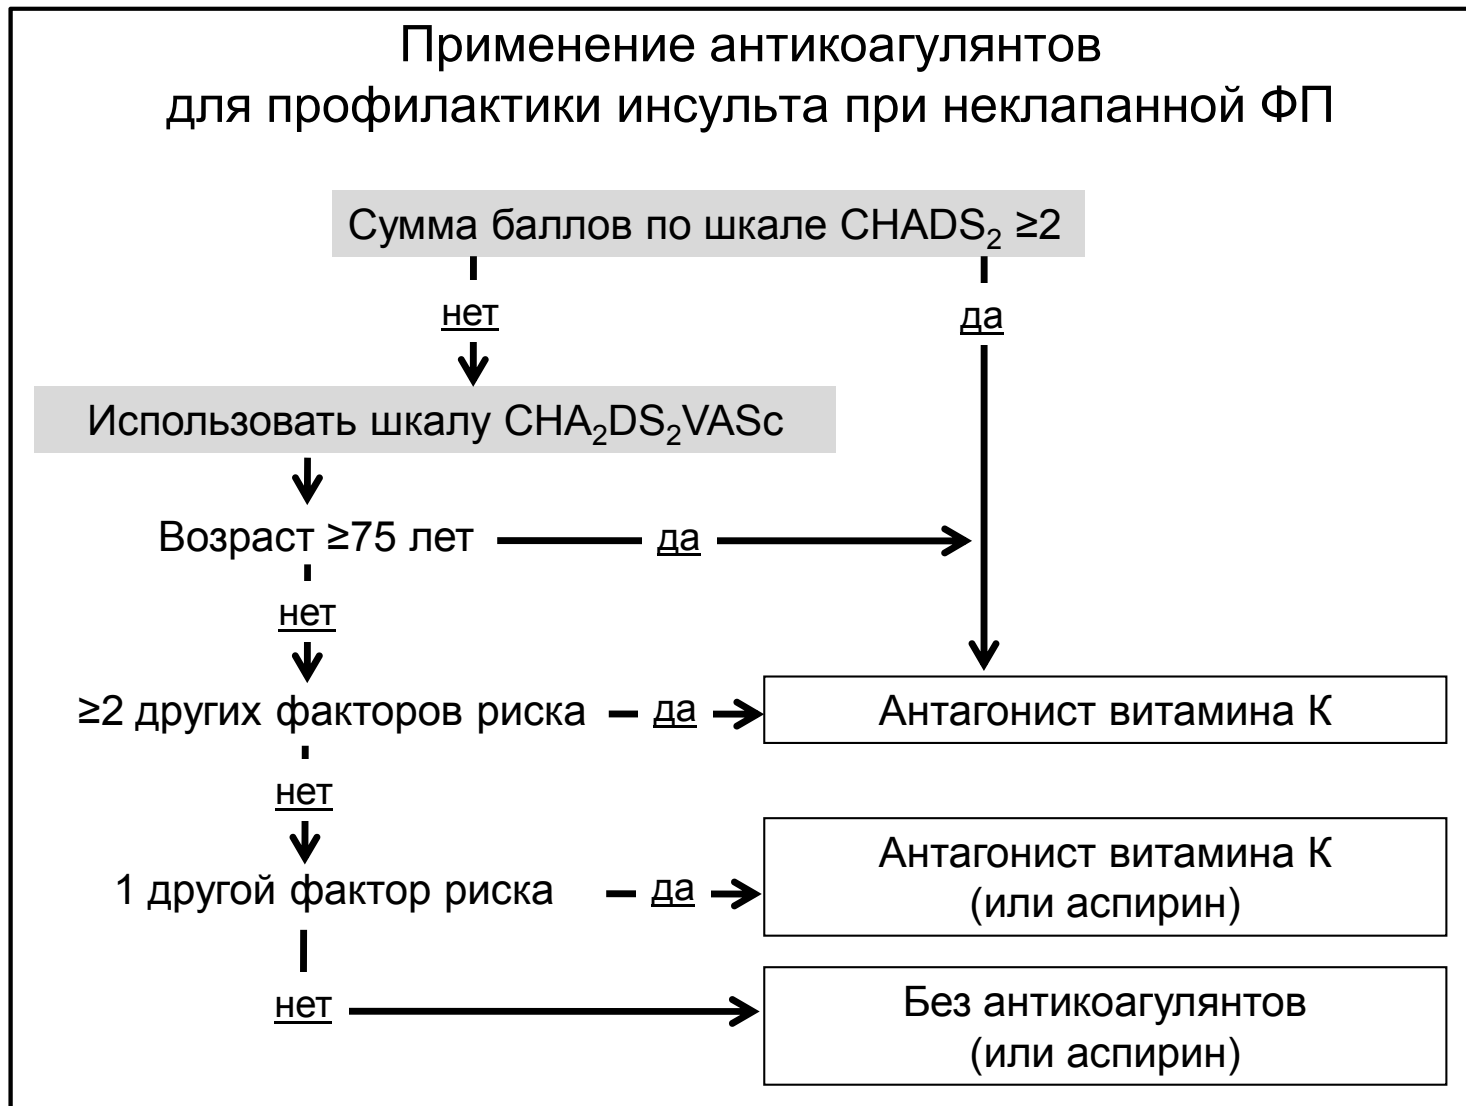 Применение антикоагулянтов
для профилактики инсульта при неклапанной ФП
Сумма баллов по шкале CHADS₂ ≥2
нет
да
Использовать шкалу CHA₂DS₂VASc
Возраст ≥75 лет
да
нет
≥2 других факторов риска
да
Антагонист витамина К
нет
1 другой фактор риска
да
Антагонист витамина К
(или аспирин)
нет
Без антикоагулянтов
(или аспирин)